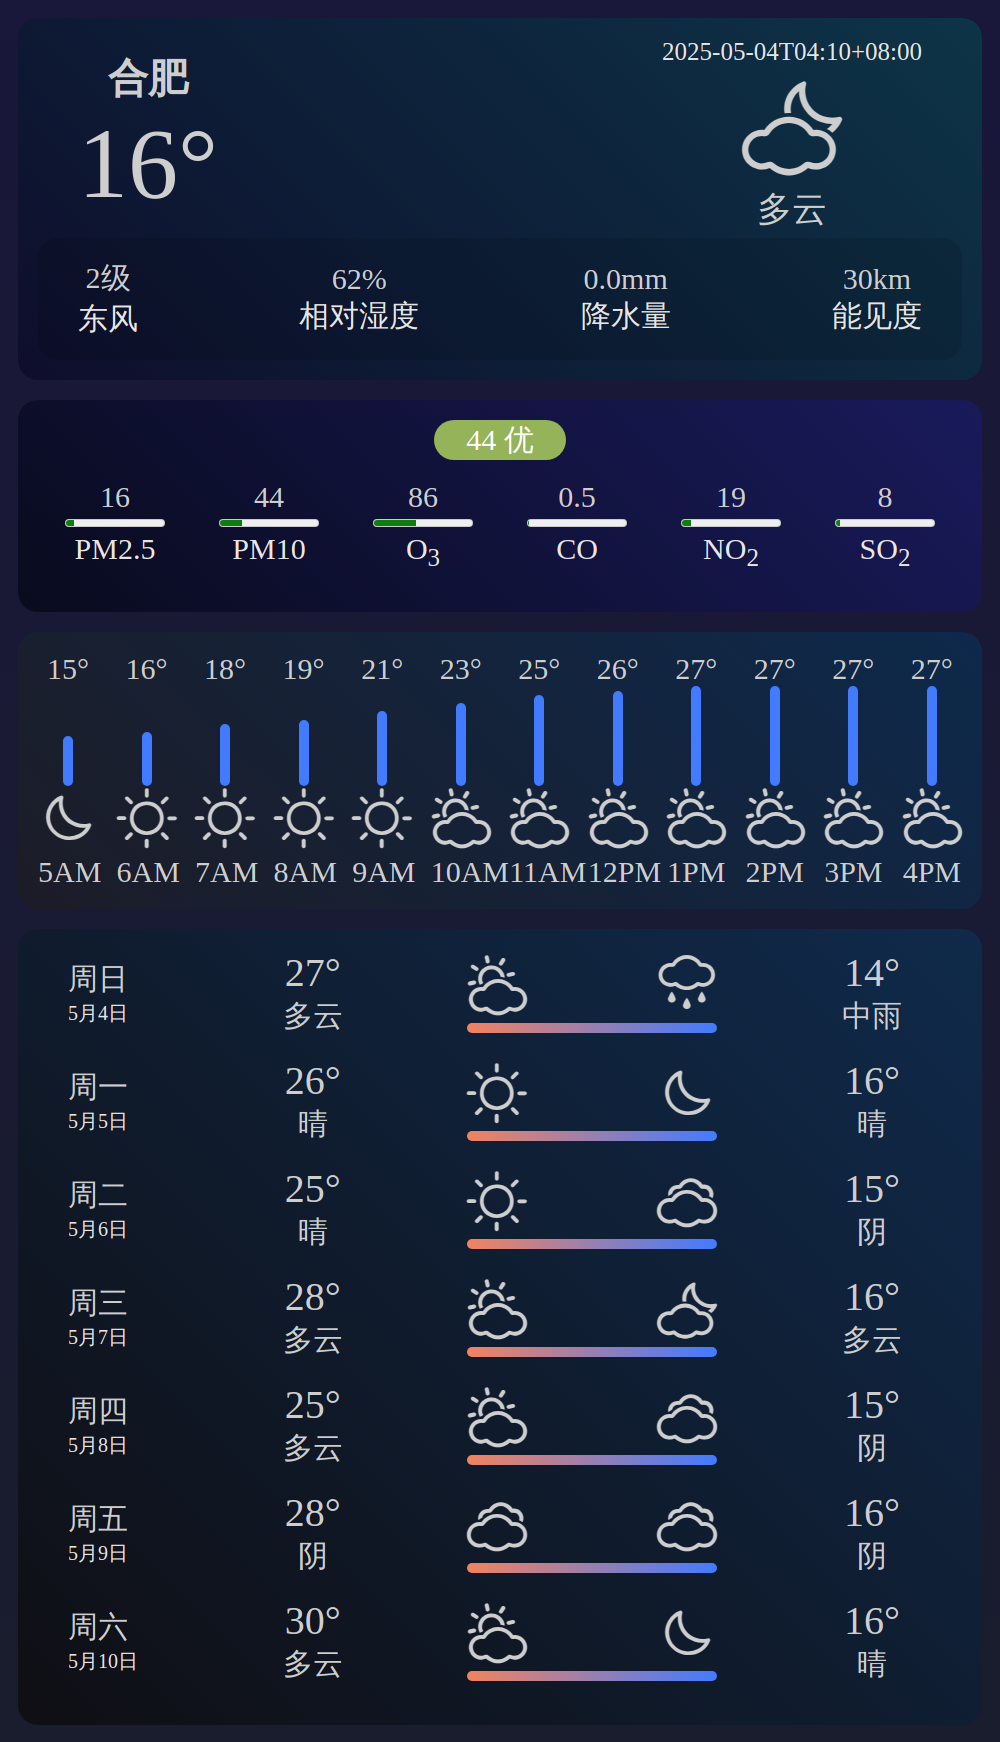 合肥
16°
2025-05-04T04:10+08:00
多云
2级 62% 0.0mm 30km
东风 相对湿度 降水量 能见度
44 优
16 44 86 0.5 19 8
PM2.5 PM10 O3 CO NO2 SO2
15° 16° 18° 19° 21° 23° 25° 26° 27° 27° 27° 27°
5AM 6AM 7AM 8AM 9AM 10AM 11AM 12PM 1PM 2PM 3PM 4PM
周日 27° 14°
5月4日 多云 中雨
周一 26° 16°
5月5日 晴 晴
周二 25° 15°
5月6日 晴 阴
周三 28° 16°
5月7日 多云 多云
周四 25° 15°
5月8日 多云 阴
周五 28° 16°
5月9日 阴 阴
周六 30° 16°
5月10日 多云 晴